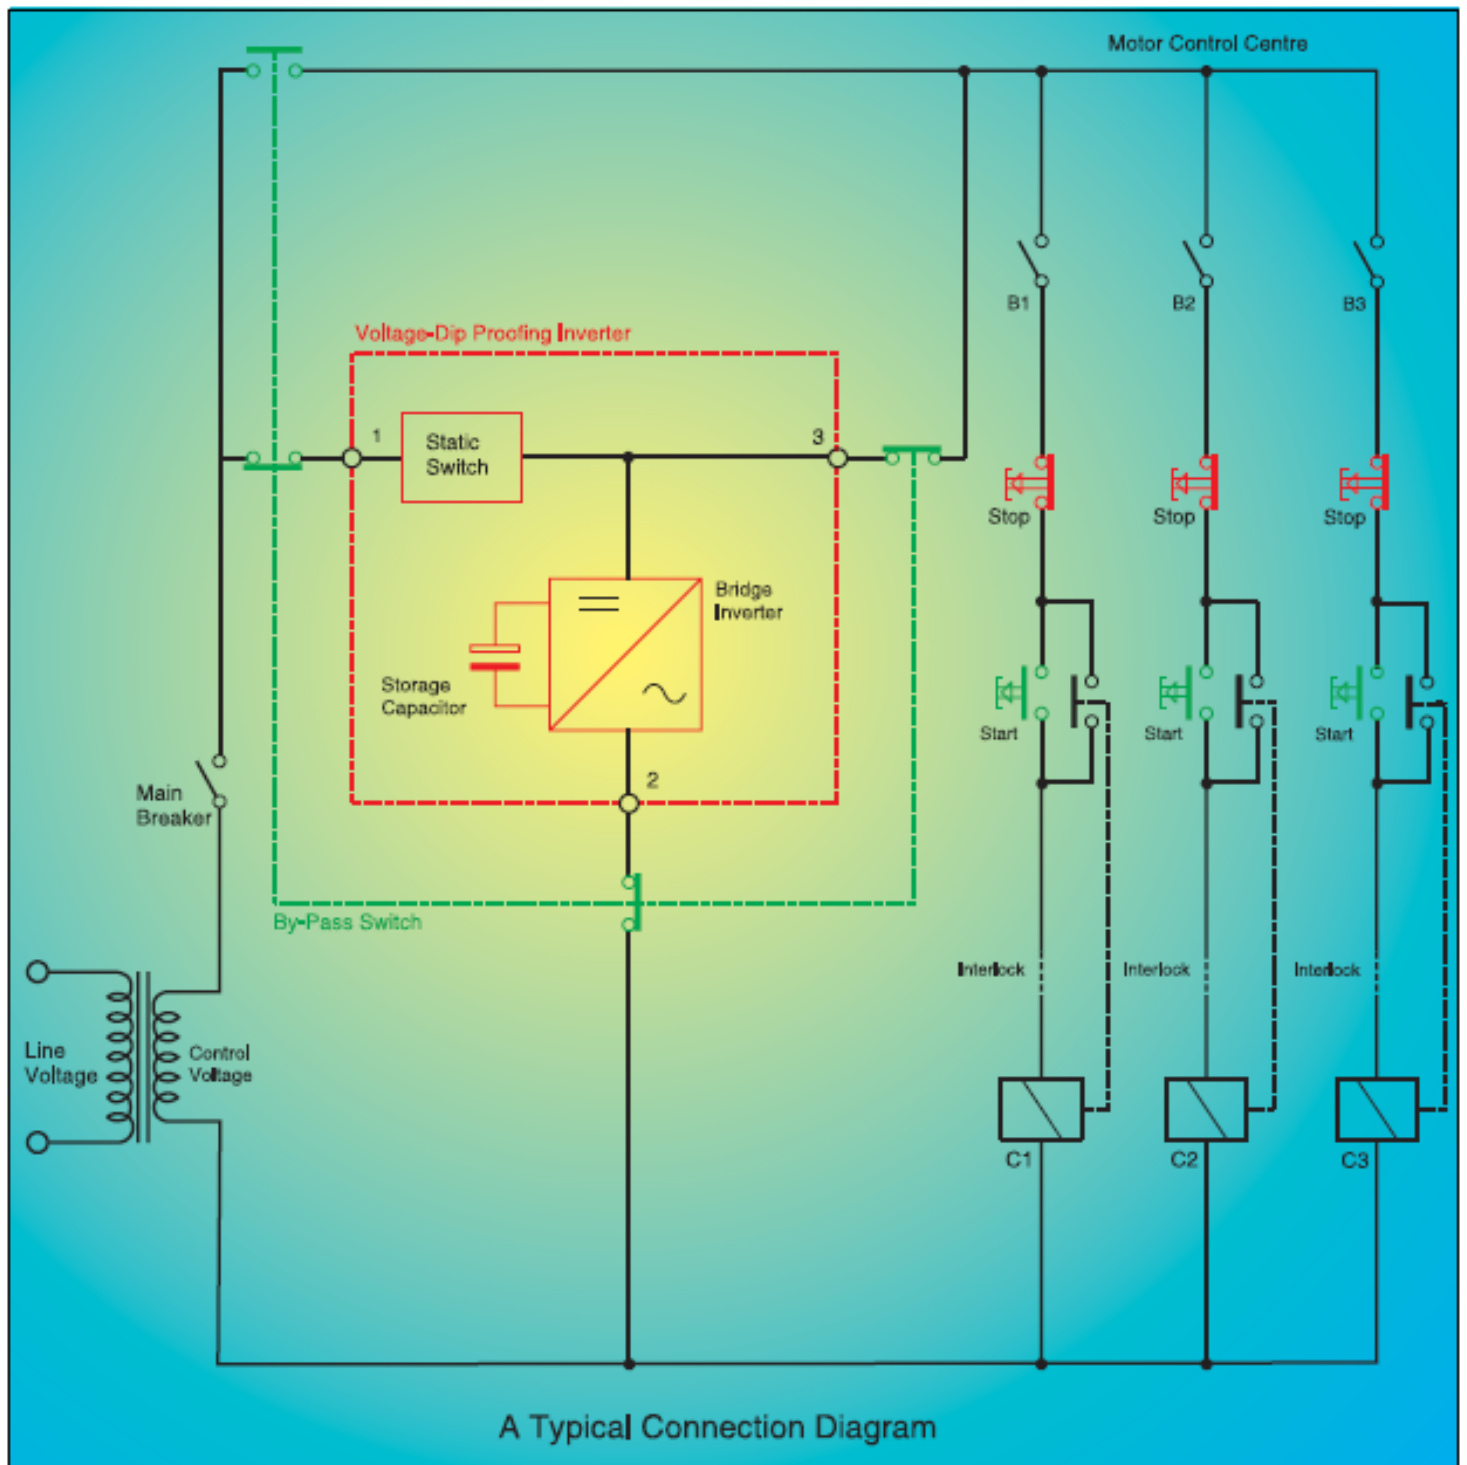 Motor Control Centre
B1
B2
B3
Voltage-Dip Proofing Inverter
1
Static
Switch
3
Stop
Stop
Stop
Bridge
Inverter
Storage
Capacitor
Start
Start
Start
2
Main
Breaker
By-Pass Switch
Interlock
Interlock
Interlock
Line
Voltage
Control
Voltage
C1
C2
C3
A Typical Connection Diagram